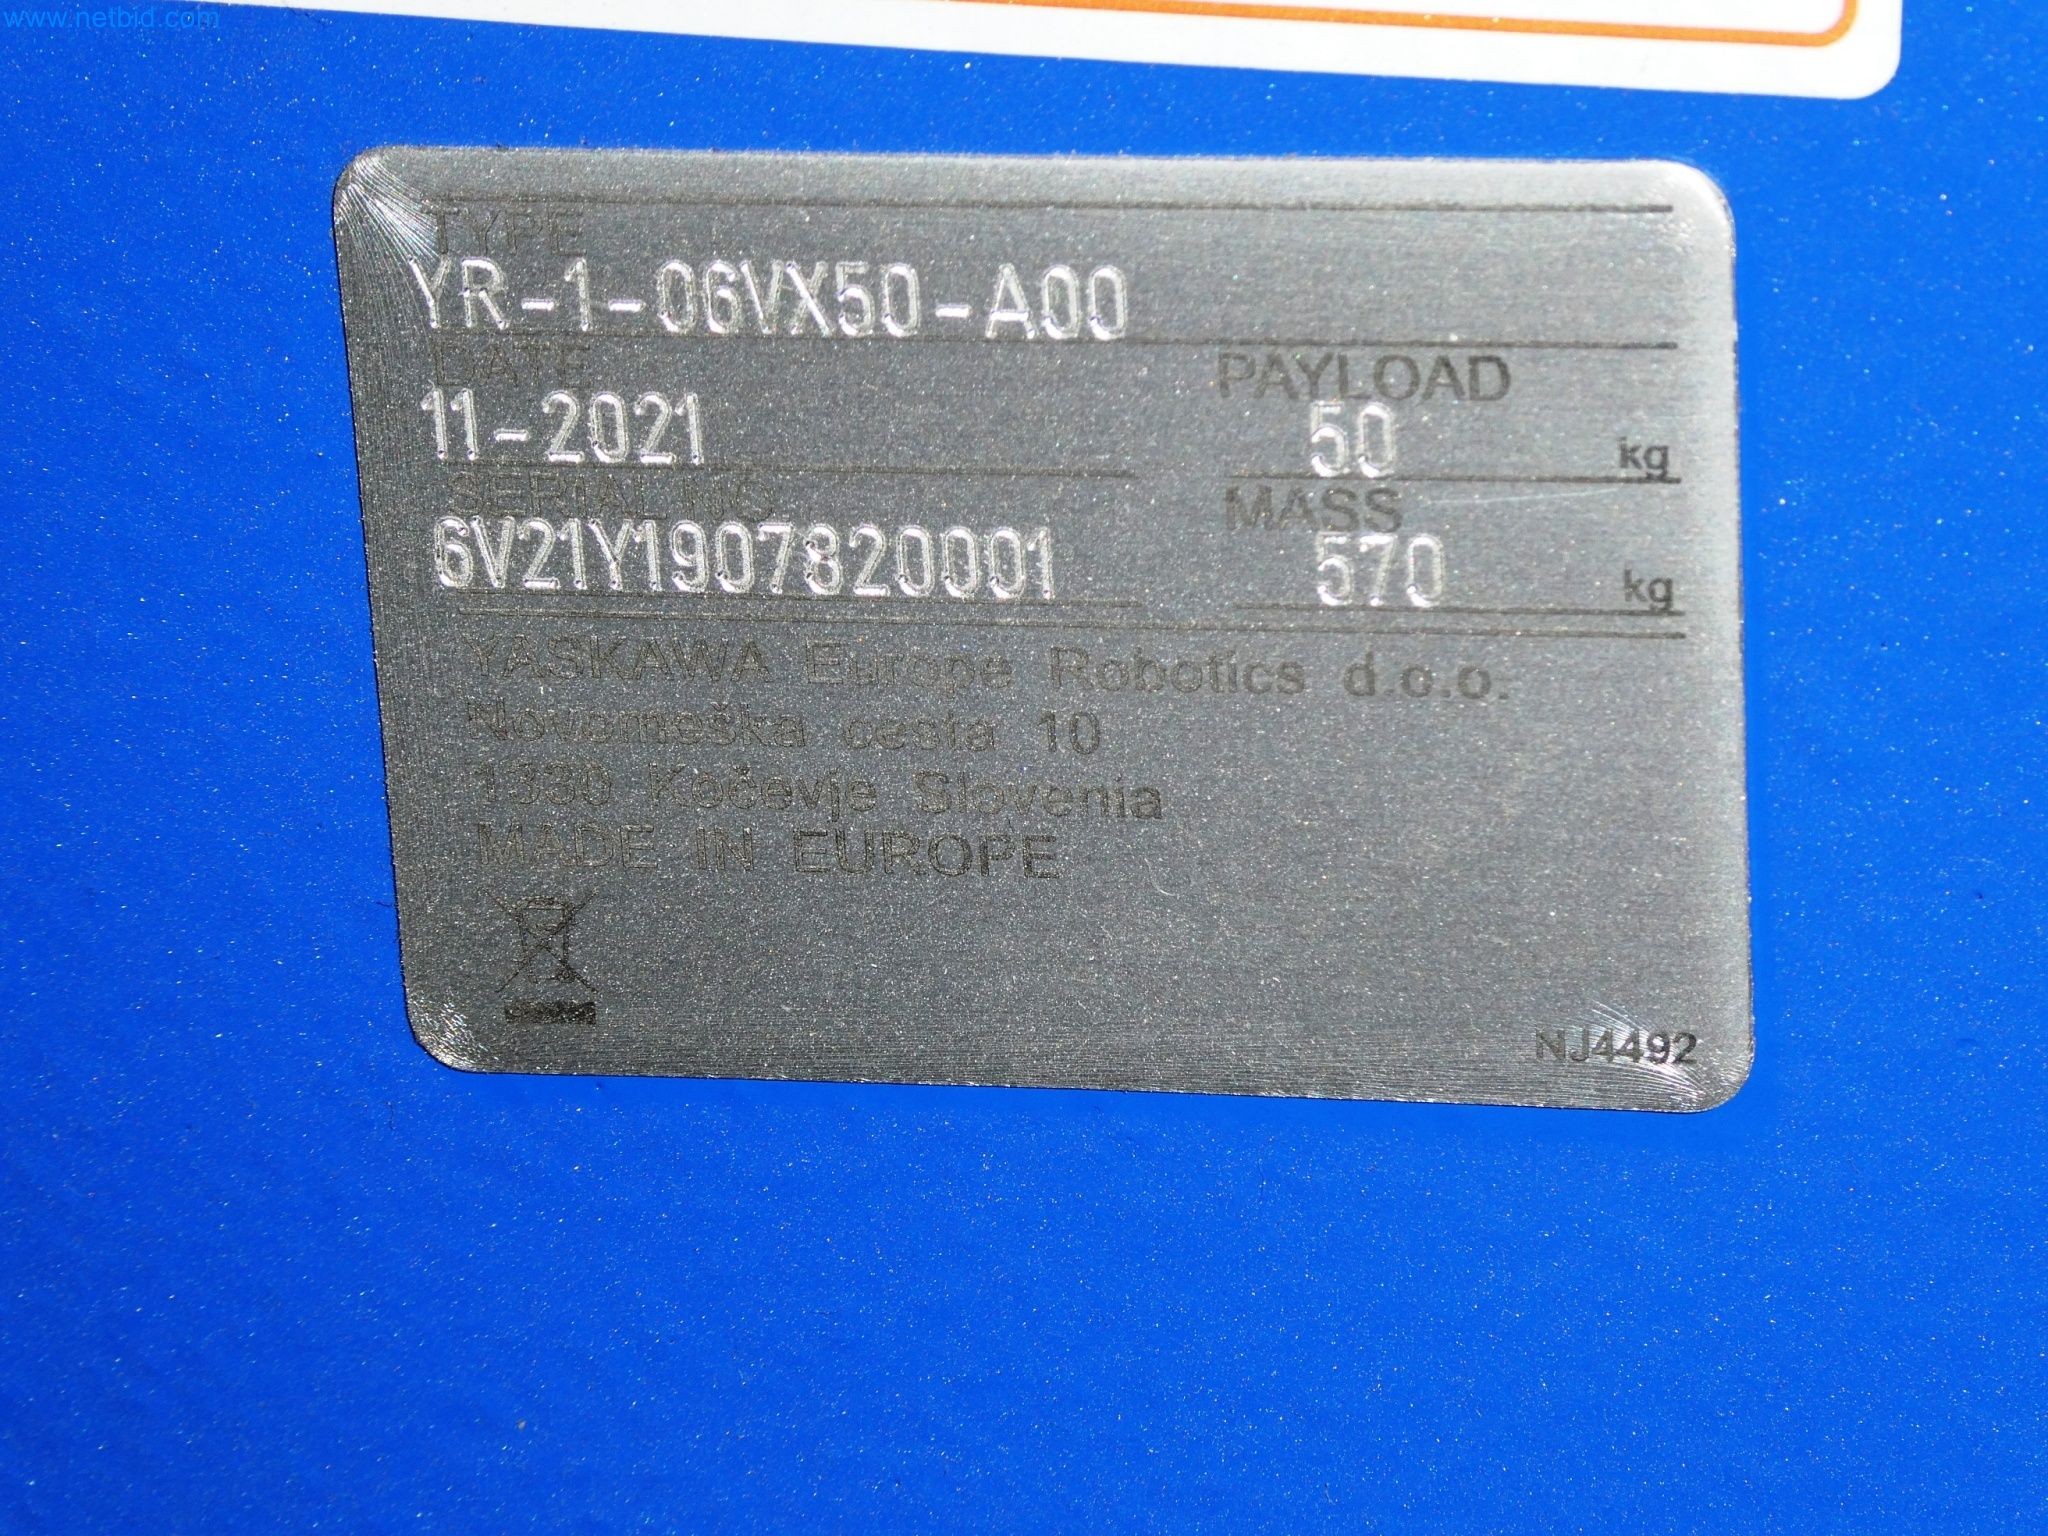 www.netbid.com
TYPE
YR-1-06VX50-A00
DATE
11-2021
PAYLOAD
50 kg
SERIAL NO
6V21Y1907820001
MASS
570 kg
YASKAWA Europe Robotics d.o.o.
Novomeška cesta 10
1330 Kočevje Slovenia
MADE IN EUROPE
NJ4492